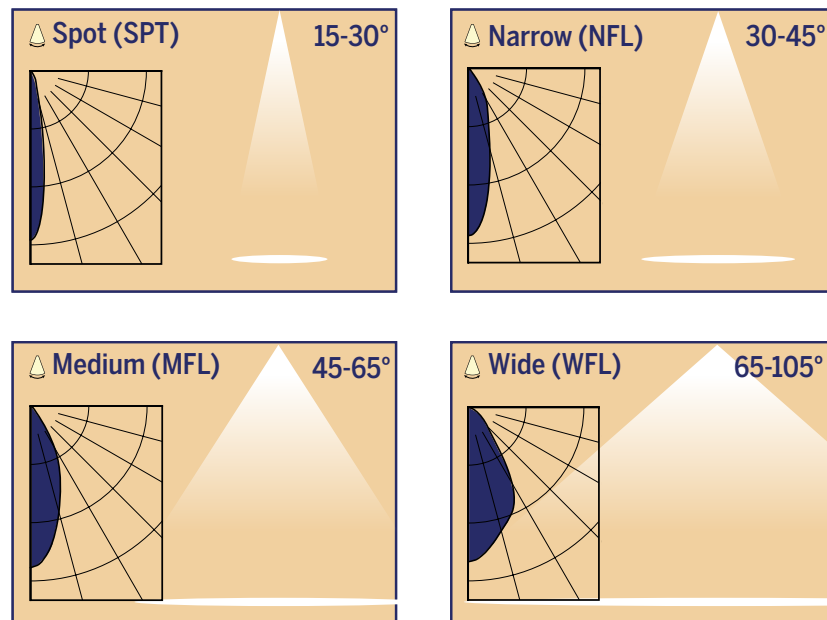 Spot (SPT) 15-30°
Narrow (NFL) 30-45°
Medium (MFL) 45-65°
Wide (WFL) 65-105°